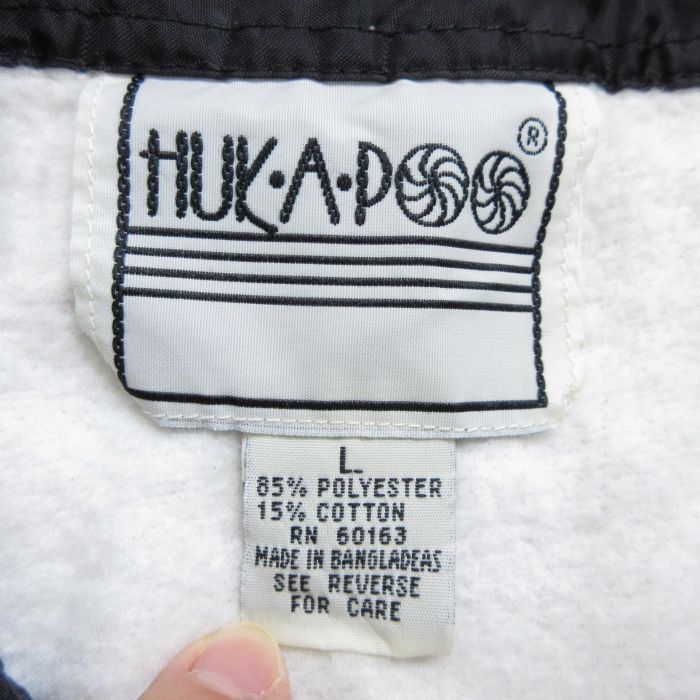 HUK·A·POO ®
L
85% POLYESTER
15% COTTON
RN 60163
MADE IN BANGLADEAS
SEE REVERSE
FOR CARE